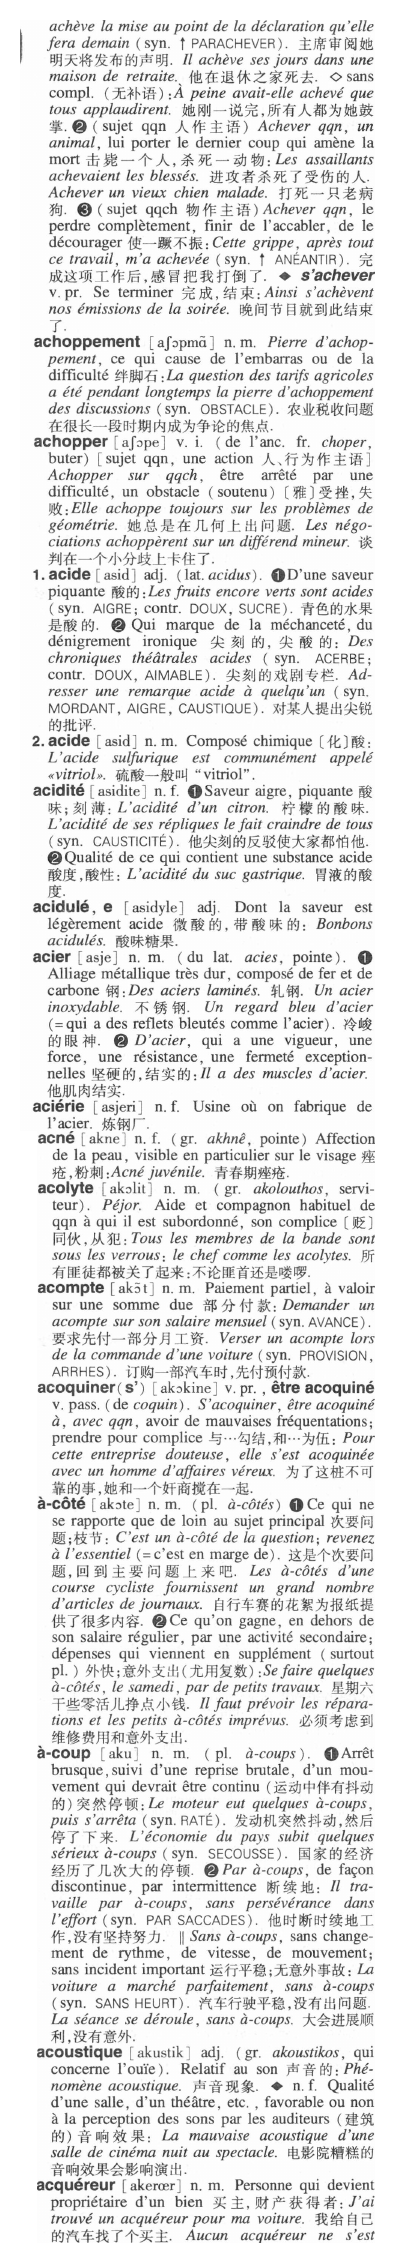 achève la mise au point de la déclaration qu'elle
fera demain (syn. ↑ PARACHEVER). 主席审阅她
明天将发布的声明. Il achève ses jours dans une
maison de retraite. 他在退休之家死去. ◇ sans
compl. (无补语):À peine avait-elle achevé que
tous applaudirent. 她刚一说完,所有人都为她鼓
掌. ❷ (sujet qqn 人作主语) Achever qqn, un
animal, lui porter le dernier coup qui amène la
mort 击毙一个人,杀死一动物:Les assaillants
achevaient les blessés. 进攻者杀死了受伤的人.
Achever un vieux chien malade. 打死一只老病
狗. ❸ (sujet qqch 物作主语) Achever qqn, le
perdre complètement, finir de l'accabler, de le
décourager 使一蹶不振:Cette grippe, après tout
ce travail, m'a achevée (syn. ↑ ANÉANTIR). 完
成这项工作后,感冒把我打倒了. ◆ s'achever
v. pr. Se terminer 完成,结束:Ainsi s'achèvent
nos émissions de la soirée. 晚间节目就到此结束
了.
achoppement [aʃɔpmɑ̃] n. m. Pierre d'achop-
pement, ce qui cause de l'embarras ou de la
difficulté 绊脚石:La question des tarifs agricoles
a été pendant longtemps la pierre d'achoppement
des discussions (syn. OBSTACLE). 农业税收问题
在很长一段时期内成为争论的焦点.
achopper [aʃɔpe] v. i. (de l'anc. fr. choper,
buter) [sujet qqn, une action 人、行为作主语]
Achopper sur qqch, être arrêté par une
difficulté, un obstacle (soutenu) [雅]受挫,失
败:Elle achoppe toujours sur les problèmes de
géométrie. 她总是在几何上出问题. Les négo-
ciations achoppèrent sur un différend mineur. 谈
判在一个小分歧上卡住了.
1. acide [asid] adj. (lat. acidus). ❶D'une saveur
piquante 酸的:Les fruits encore verts sont acides
(syn. AIGRE; contr. DOUX, SUCRE). 青色的水果
是酸的. ❷ Qui marque de la méchanceté, du
dénigrement ironique 尖刻的,尖酸的: Des
chroniques théâtrales acides (syn. ACERBE;
contr. DOUX, AIMABLE). 尖刻的戏剧专栏. Ad-
resser une remarque acide à quelqu'un (syn.
MORDANT, AIGRE, CAUSTIQUE). 对某人提出尖锐
的批评.
2. acide [asid] n. m. Composé chimique [化]酸:
L'acide sulfurique est communément appelé
«vitriol». 硫酸一般叫 "vitriol".
acidité [asidite] n. f. ❶Saveur aigre, piquante 酸
味;刻薄: L'acidité d'un citron. 柠檬的酸味.
L'acidité de ses répliques le fait craindre de tous
(syn. CAUSTICITÉ). 他尖刻的反驳使大家都怕他.
❷Qualité de ce qui contient une substance acide
酸度,酸性: L'acidité du suc gastrique. 胃液的酸
度.
acidulé, e [asidyle] adj. Dont la saveur est
légèrement acide 微酸的,带酸味的: Bonbons
acidulés. 酸味糖果.
acier [asje] n. m. (du lat. acies, pointe). ❶
Alliage métallique très dur, composé de fer et de
carbone 钢:Des aciers laminés. 轧钢. Un acier
inoxydable. 不锈钢. Un regard bleu d'acier
(=qui a des reflets bleutés comme l'acier). 冷峻
的眼神. ❷ D'acier, qui a une vigueur, une
force, une résistance, une fermeté exception-
nelles 坚硬的,结实的:Il a des muscles d'acier.
他肌肉结实.
aciérie [asjeri] n. f. Usine où on fabrique de
l'acier. 炼钢厂.
acné [akne] n. f. (gr. akhnê, pointe) Affection
de la peau, visible en particulier sur le visage 痤
疮,粉刺:Acné juvénile. 青春期痤疮.
acolyte [akɔlit] n. m. (gr. akolouthos, servi-
teur). Péjor. Aide et compagnon habituel de
qqn à qui il est subordonné, son complice [贬]
同伙,从犯:Tous les membres de la bande sont
sous les verrous: le chef comme les acolytes. 所
有匪徒都被关了起来:不论匪首还是喽啰.
acompte [akɔ̃t] n. m. Paiement partiel, à valoir
sur une somme due 部分付款:Demander un
acompte sur son salaire mensuel (syn. AVANCE).
要求先付一部分月工资. Verser un acompte lors
de la commande d'une voiture (syn. PROVISION,
ARRHES). 订购一部汽车时,先付预付款.
acoquiner(s') [akɔkine] v. pr. , être acoquiné
v. pass. (de coquin). S'acoquiner, être acoquiné
à, avec qqn, avoir de mauvaises fréquentations;
prendre pour complice 与…勾结,和…为伍: Pour
cette entreprise douteuse, elle s'est acoquinée
avec un homme d'affaires véreux. 为了这桩不可
靠的事,她和一个奸商搅在一起.
à-côté [akɔte] n. m. (pl. à-côtés) ❶Ce qui ne
se rapporte que de loin au sujet principal 次要问
题;枝节: C'est un à-côté de la question; revenez
à l'essentiel (=c'est en marge de). 这是个次要问
题,回到主要问题上来吧. Les à-côtés d'une
course cycliste fournissent un grand nombre
d'articles de journaux. 自行车赛的花絮为报纸提
供了很多内容. ❷Ce qu'on gagne, en dehors de
son salaire régulier, par une activité secondaire;
dépenses qui viennent en supplément (surtout
pl.) 外快;意外支出(尤用复数):Se faire quelques
à-côtés, le samedi, par de petits travaux. 星期六
干些零活儿挣点小钱. Il faut prévoir les répara-
tions et les petits à-côtés imprévus. 必须考虑到
维修费用和意外支出.
à-coup [aku] n. m. (pl. à-coups). ❶Arrêt
brusque,suivi d'une reprise brutale, d'un mou-
vement qui devrait être continu (运动中伴有抖动
的)突然停顿:Le moteur eut quelques à-coups,
puis s'arrêta (syn. RATÉ). 发动机突然抖动,然后
停了下来. L'économie du pays subit quelques
sérieux à-coups (syn. SECOUSSE). 国家的经济
经历了几次大的停顿. ❷ Par à-coups, de façon
discontinue, par intermittence 断续地: Il tra-
vaille par à-coups, sans persévérance dans
l'effort (syn. PAR SACCADES). 他时断时续地工
作,没有坚持努力. ‖ Sans à-coups, sans change-
ment de rythme, de vitesse, de mouvement;
sans incident important 运行平稳;无意外事故: La
voiture a marché parfaitement, sans à-coups
(syn. SANS HEURT). 汽车行驶平稳,没有出问题.
La séance se déroule, sans à-coups. 大会进展顺
利,没有意外.
acoustique [akustik] adj. (gr. akoustikos, qui
concerne l'ouïe). Relatif au son 声音的: Phé-
nomène acoustique. 声音现象. ◆ n. f. Qualité
d'une salle, d'un théâtre, etc. , favorable ou non
à la perception des sons par les auditeurs (建筑
的)音响效果: La mauvaise acoustique d'une
salle de cinéma nuit au spectacle. 电影院糟糕的
音响效果会影响演出.
acquéreur [akerœr] n. m. Personne qui devient
propriétaire d'un bien 买主,财产获得者:J'ai
trouvé un acquéreur pour ma voiture. 我给自己
的汽车找了个买主. Aucun acquéreur ne s'est